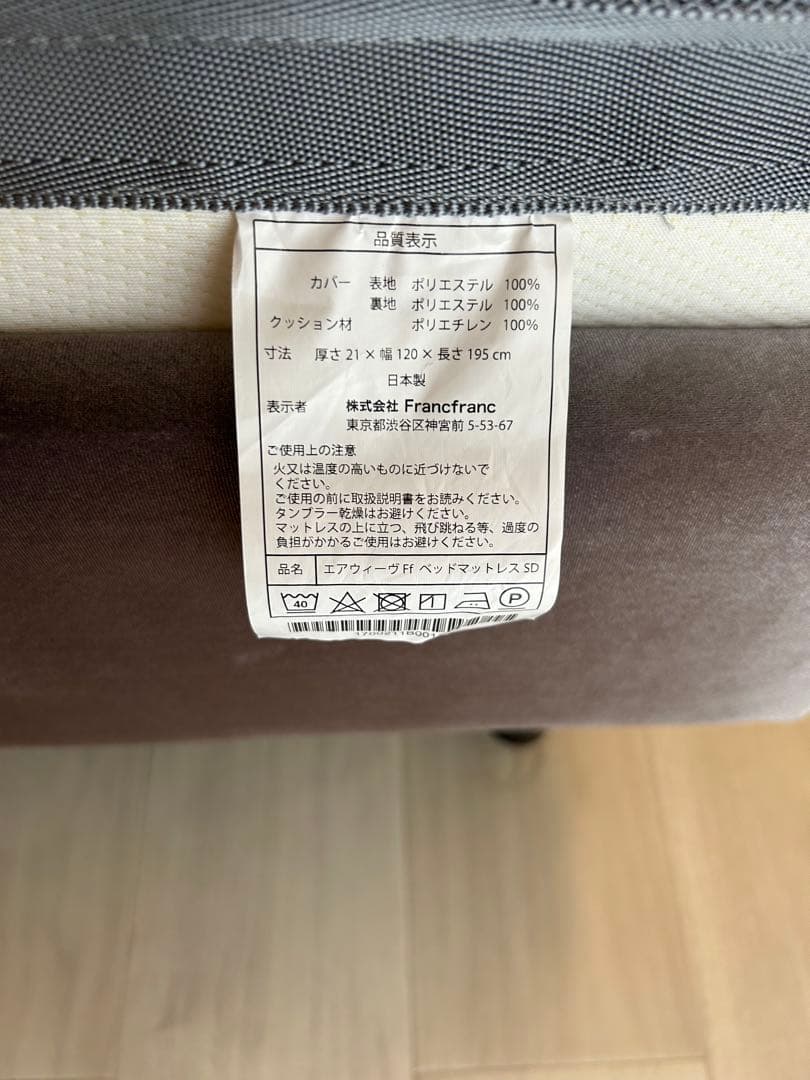 品質表示
カバー 表地 ポリエステル 100%
裏地 ポリエステル 100%
クッション材 ポリエチレン 100%
寸法 厚さ 21 × 幅 120 × 長さ 195 cm
日本製
表示者 株式会社 Francfranc
東京都渋谷区神宮前 5-53-67
ご使用上の注意
火又は温度の高いものに近づけないで
ください。
ご使用の前に取扱説明書をお読みください。
タンブラー乾燥はお避けください。
マットレスの上に立つ、飛び跳ねる等、過度の
負担がかかるご使用はお避けください。
品名 エアウィーヴ Ff ベッドマットレス SD
40 P